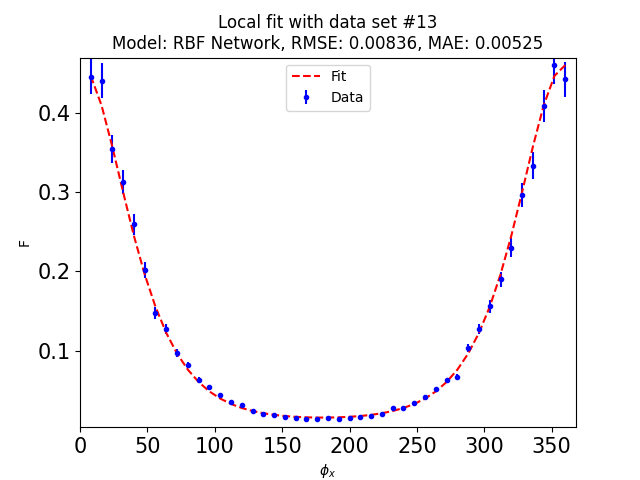 Local fit with data set #13
Model: RBF Network, RMSE: 0.00836, MAE: 0.00525
Fit
Data
F
0.4
0.3
0.2
0.1
0 50 100 150 200 250 300 350
ϕ_x